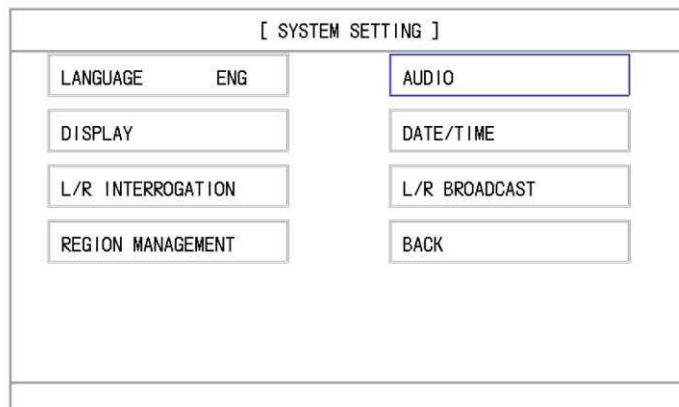 [ SYSTEM SETTING ]
LANGUAGE ENG AUDIO
DISPLAY DATE/TIME
L/R INTERROGATION L/R BROADCAST
REGION MANAGEMENT BACK